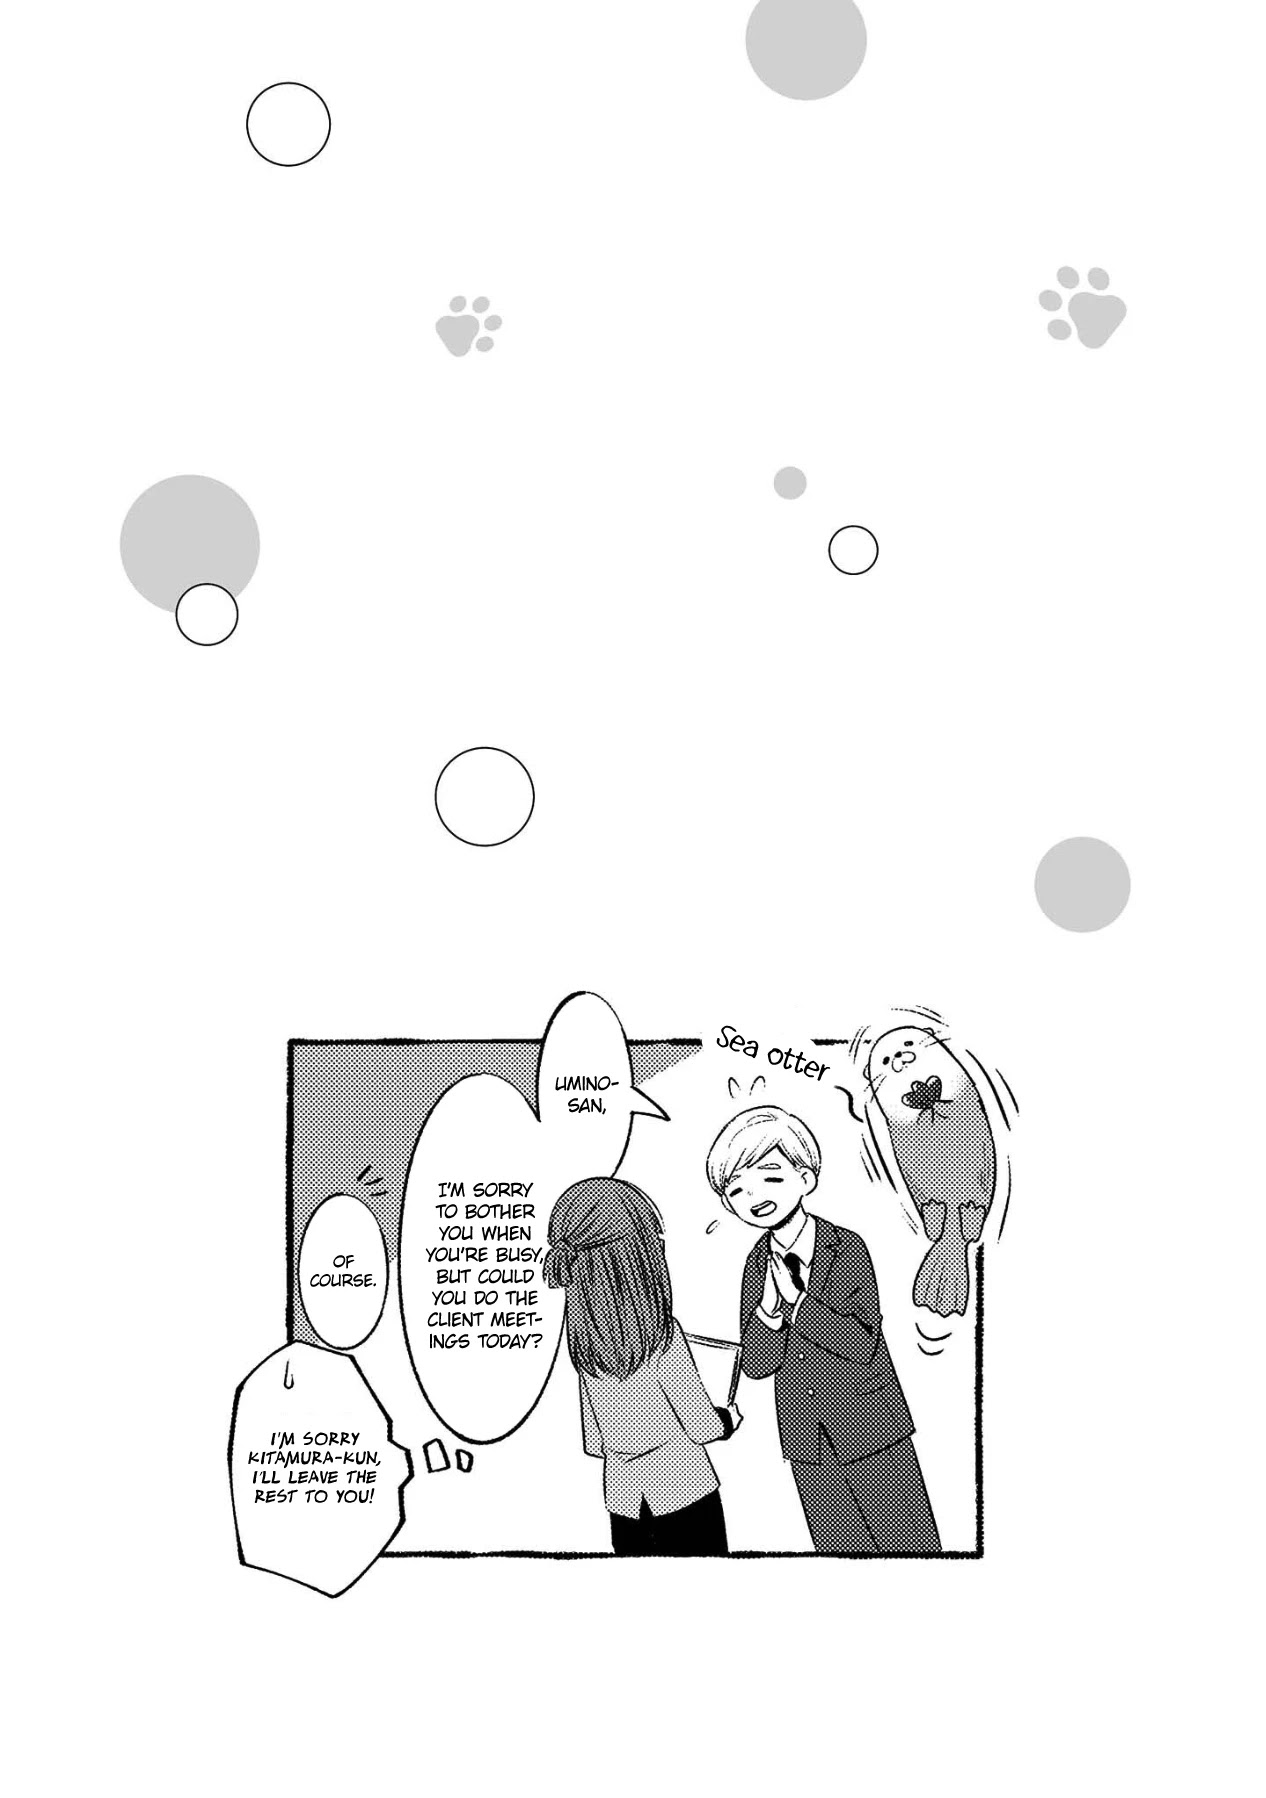 Sea otter
UMINO-
SAN,
I'M SORRY
TO BOTHER
YOU WHEN
YOU'RE BUSY,
BUT COULD
YOU DO THE
CLIENT MEET-
INGS TODAY?
OF
COURSE.
I'M SORRY
KITAMURA-KUN,
I'LL LEAVE THE
REST TO YOU!